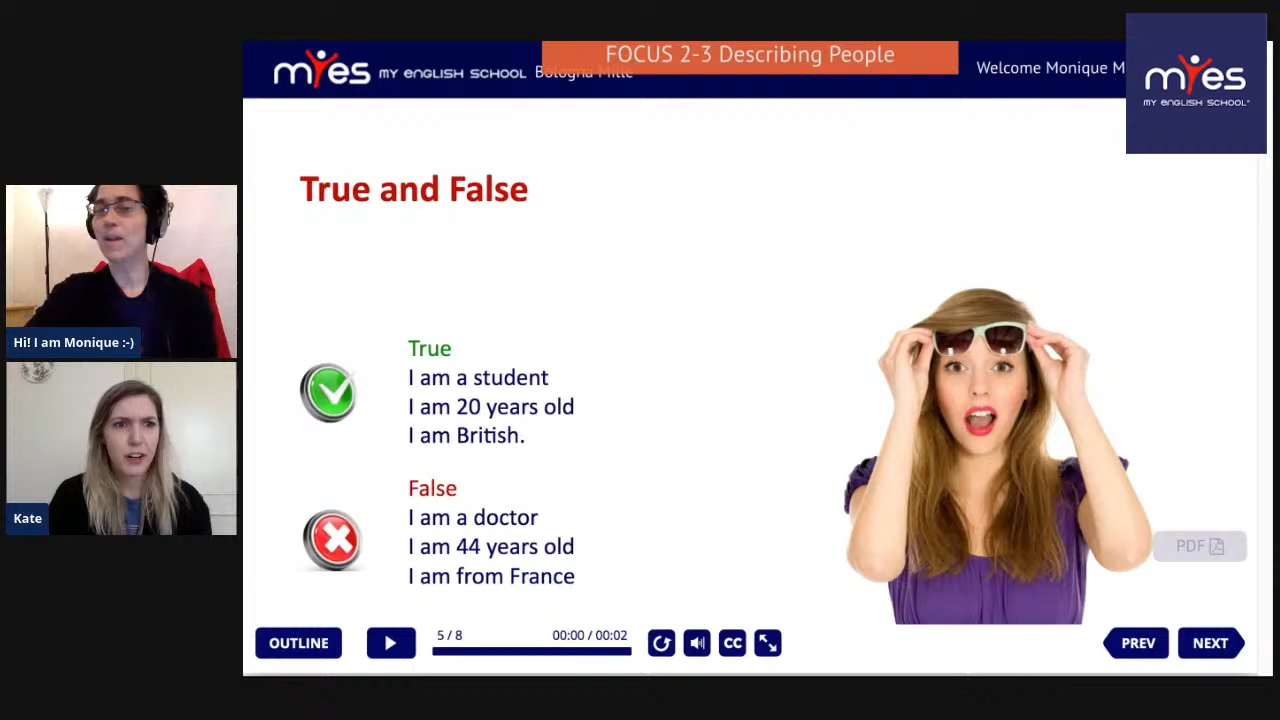 FOCUS 2-3 Describing People
myes MY ENGLISH SCHOOL Bologna Mille
Welcome Monique M
myes
MY ENGLISH SCHOOL
True and False
True
I am a student
I am 20 years old
I am British.
False
I am a doctor
I am 44 years old
I am from France
Hi! I am Monique :-)
Kate
PDF
OUTLINE
5 / 8
00:00 / 00:02
CC
PREV
NEXT